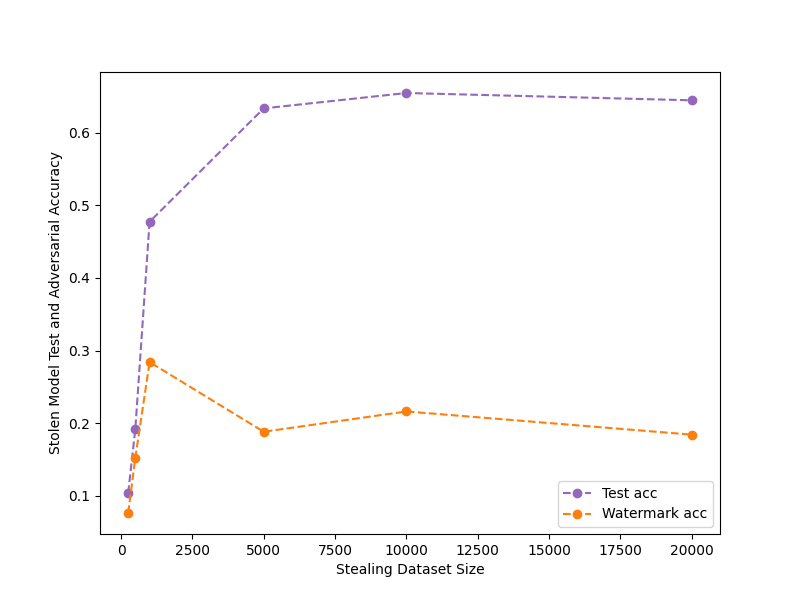 Stolen Model Test and Adversarial Accuracy
0.6
0.5
0.4
0.3
0.2
0.1
Test acc
Watermark acc
0 2500 5000 7500 10000 12500 15000 17500 20000
Stealing Dataset Size